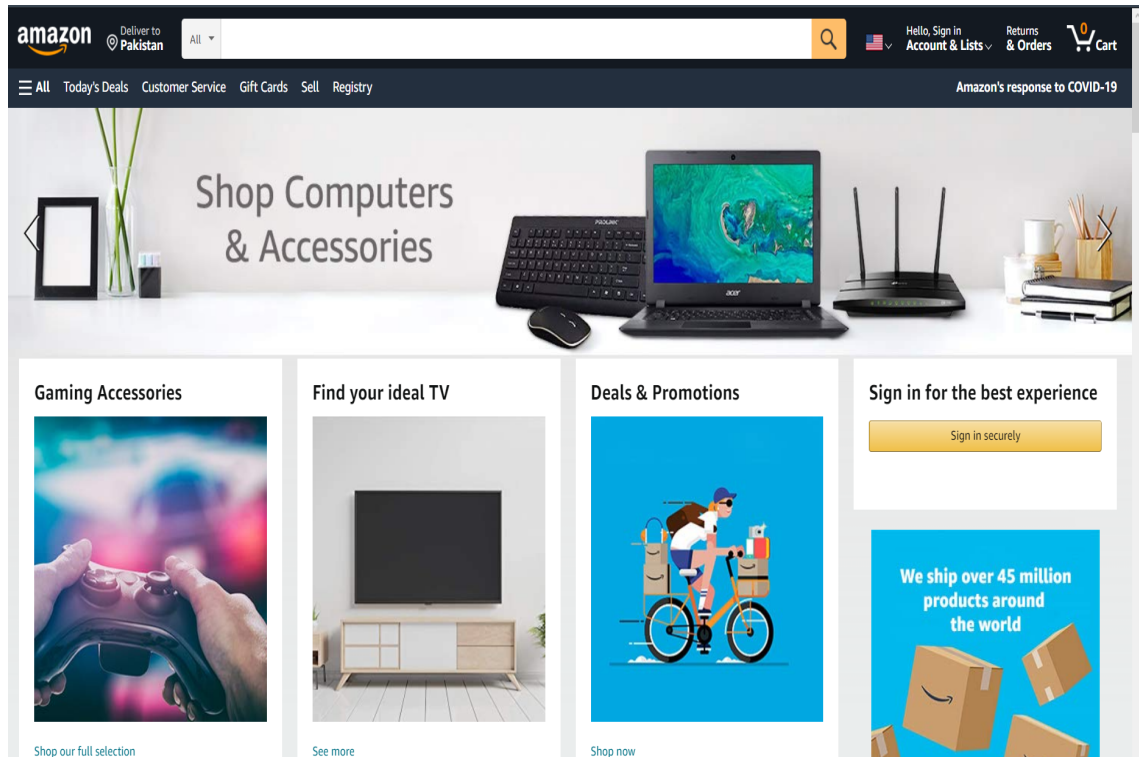 amazon
Deliver to
Pakistan
All
Hello, Sign in
Account & Lists
Returns
& Orders
0
Cart
All
Today's Deals
Customer Service
Gift Cards
Sell
Registry
Amazon's response to COVID-19
Shop Computers
& Accessories
PROLINK
acer
Gaming Accessories
Find your ideal TV
Deals & Promotions
Sign in for the best experience
Sign in securely
We ship over 45 million
products around
the world
Shop our full selection
See more
Shop now